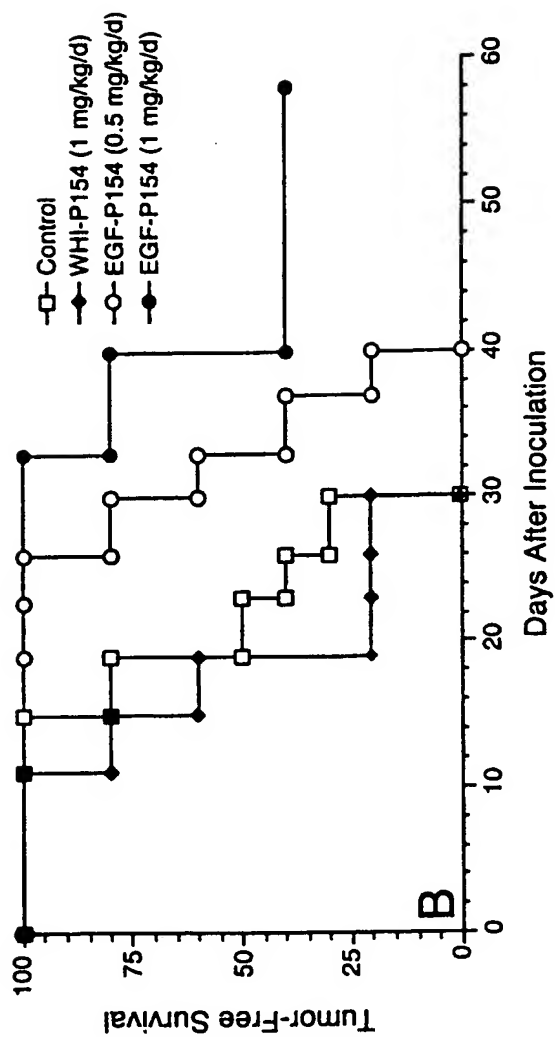 Control
WHI-P154 (1 mg/kg/d)
EGF-P154 (0.5 mg/kg/d)
EGF-P154 (1 mg/kg/d)
100
75
50
25
Tumor-Free Survival
B
0 10 20 30 40 50 60
Days After Inoculation